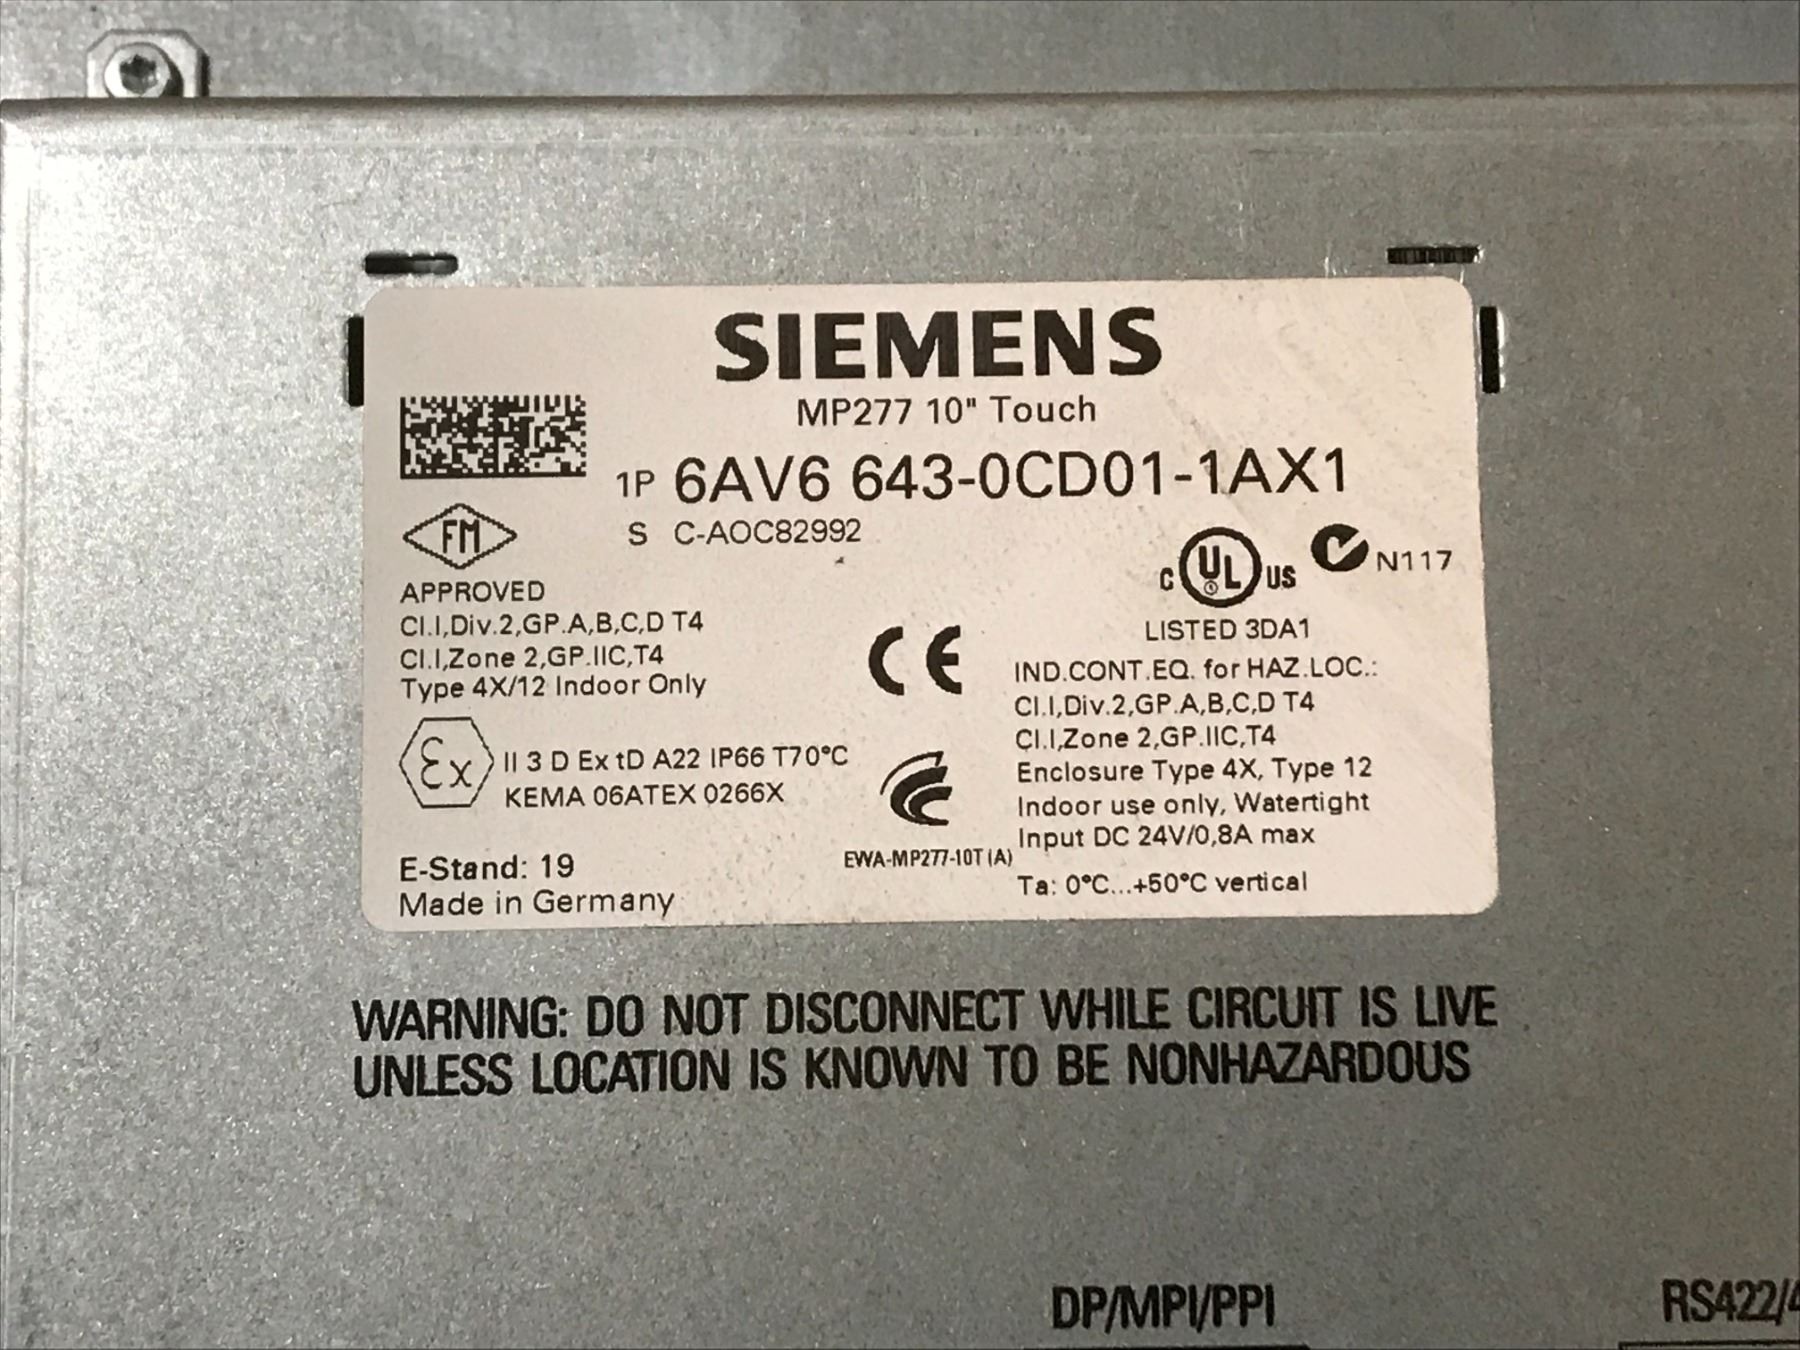 SIEMENS
MP277 10" Touch
1P 6AV6 643-0CD01-1AX1
S C-AOC82992
FM
APPROVED
Cl.I,Div.2,GP.A,B,C,D T4
Cl.I,Zone 2,GP.IIC,T4
Type 4X/12 Indoor Only
CE
C UL US
N117
LISTED 3DA1
IND.CONT.EQ. for HAZ.LOC.:
Cl.I,Div.2,GP.A,B,C,D T4
Cl.I,Zone 2,GP.IIC,T4
Enclosure Type 4X, Type 12
Indoor use only, Watertight
Input DC 24V/0,8A max
Ta: 0°C...+50°C vertical
Ex II 3 D Ex tD A22 IP66 T70°C
KEMA 06ATEX 0266X
EWA-MP277-10T (A)
E-Stand: 19
Made in Germany
WARNING: DO NOT DISCONNECT WHILE CIRCUIT IS LIVE
UNLESS LOCATION IS KNOWN TO BE NONHAZARDOUS
DP/MPI/PPI
RS422/4